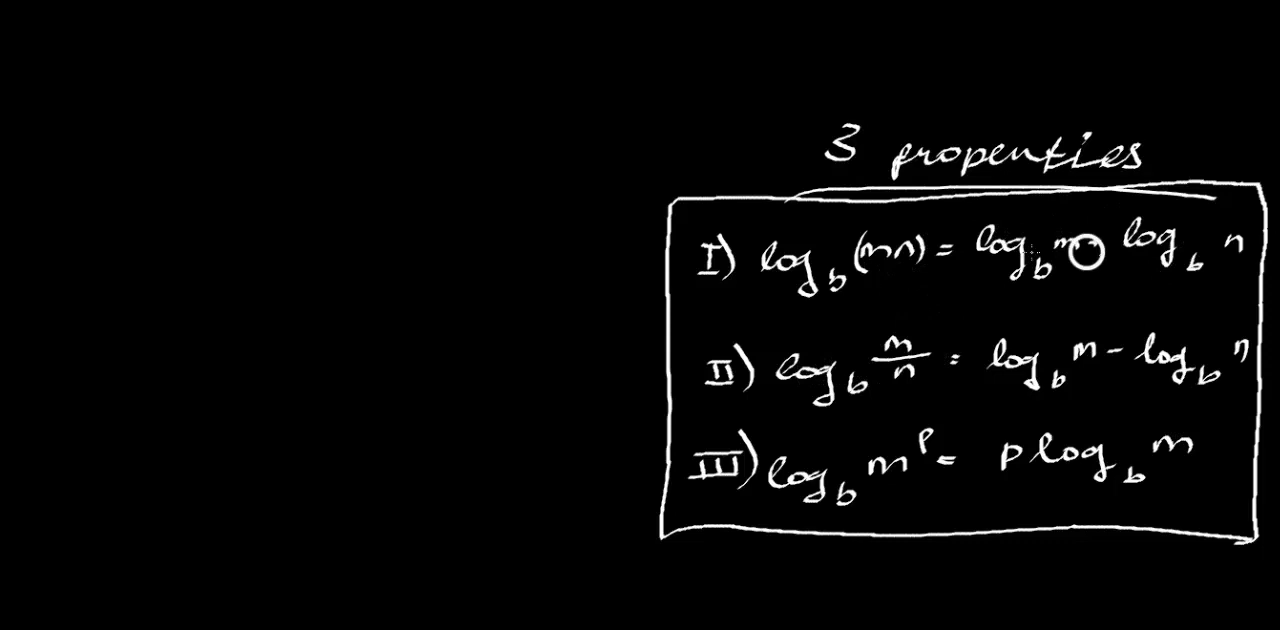 3 properties
I) log_b (mn) = log_b m log_b n
II) log_b m/n = log_b m - log_b n
III) log_b m^p = p log_b m